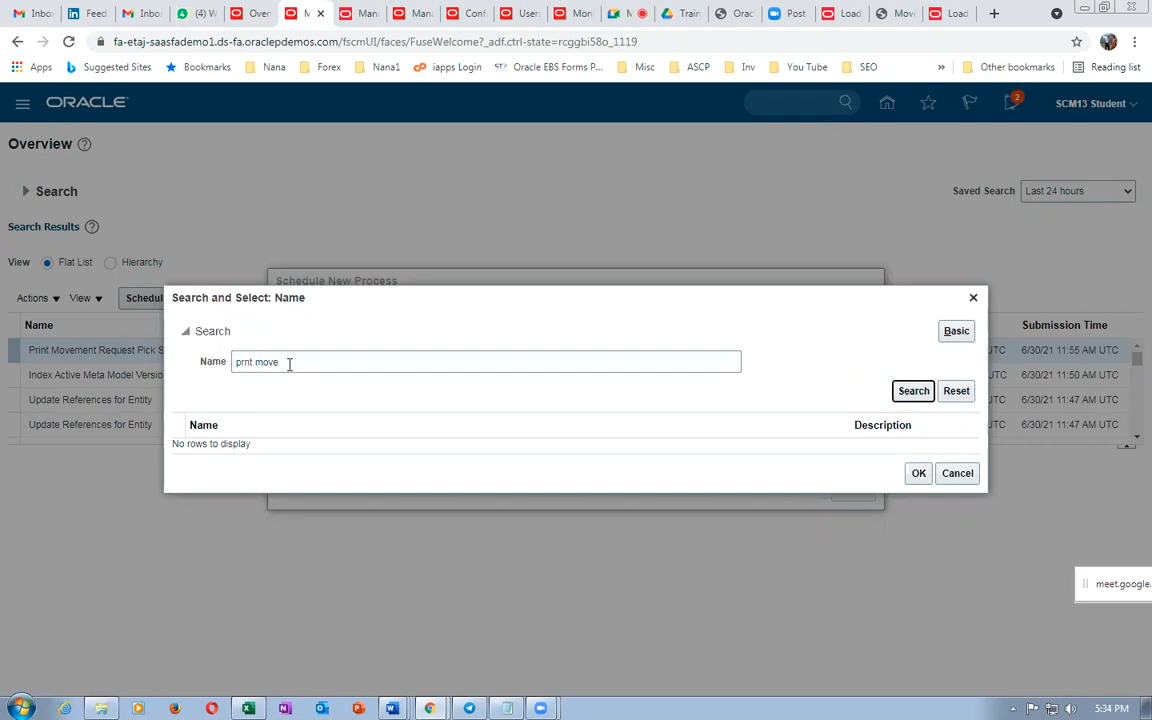 Inbo
Feed
Inbo
(4) W
Over
M
Mana
Man
Conf
User
Mon
M
Train
Orac
Post
Load
Move
Load
fa-etaj-saasfademo1.ds-fa.oraclepdemos.com/fscmUI/faces/FuseWelcome?_adf.ctrl-state=rcggbi58o_1119
Apps
Suggested Sites
Bookmarks
Nana
Forex
Nana1
iapps Login
Oracle EBS Forms P...
Misc
ASCP
Inv
You Tube
SEO
»
Other bookmarks
Reading list
ORACLE
2
SCM13 Student
Overview
Search
Saved Search
Last 24 hours
Search Results
View
Flat List
Hierarchy
Schedule New Process
Actions
View
Schedul
Search and Select: Name
Name
Submission Time
Search
Basic
Print Movement Request Pick S
UTC
6/30/21 11:55 AM UTC
Name
prnt move
Index Active Meta Model Versio
UTC
6/30/21 11:50 AM UTC
Search
Reset
Update References for Entity
UTC
6/30/21 11:47 AM UTC
Update References for Entity
UTC
6/30/21 11:47 AM UTC
Name
Description
No rows to display
OK
Cancel
meet.google.
5:34 PM